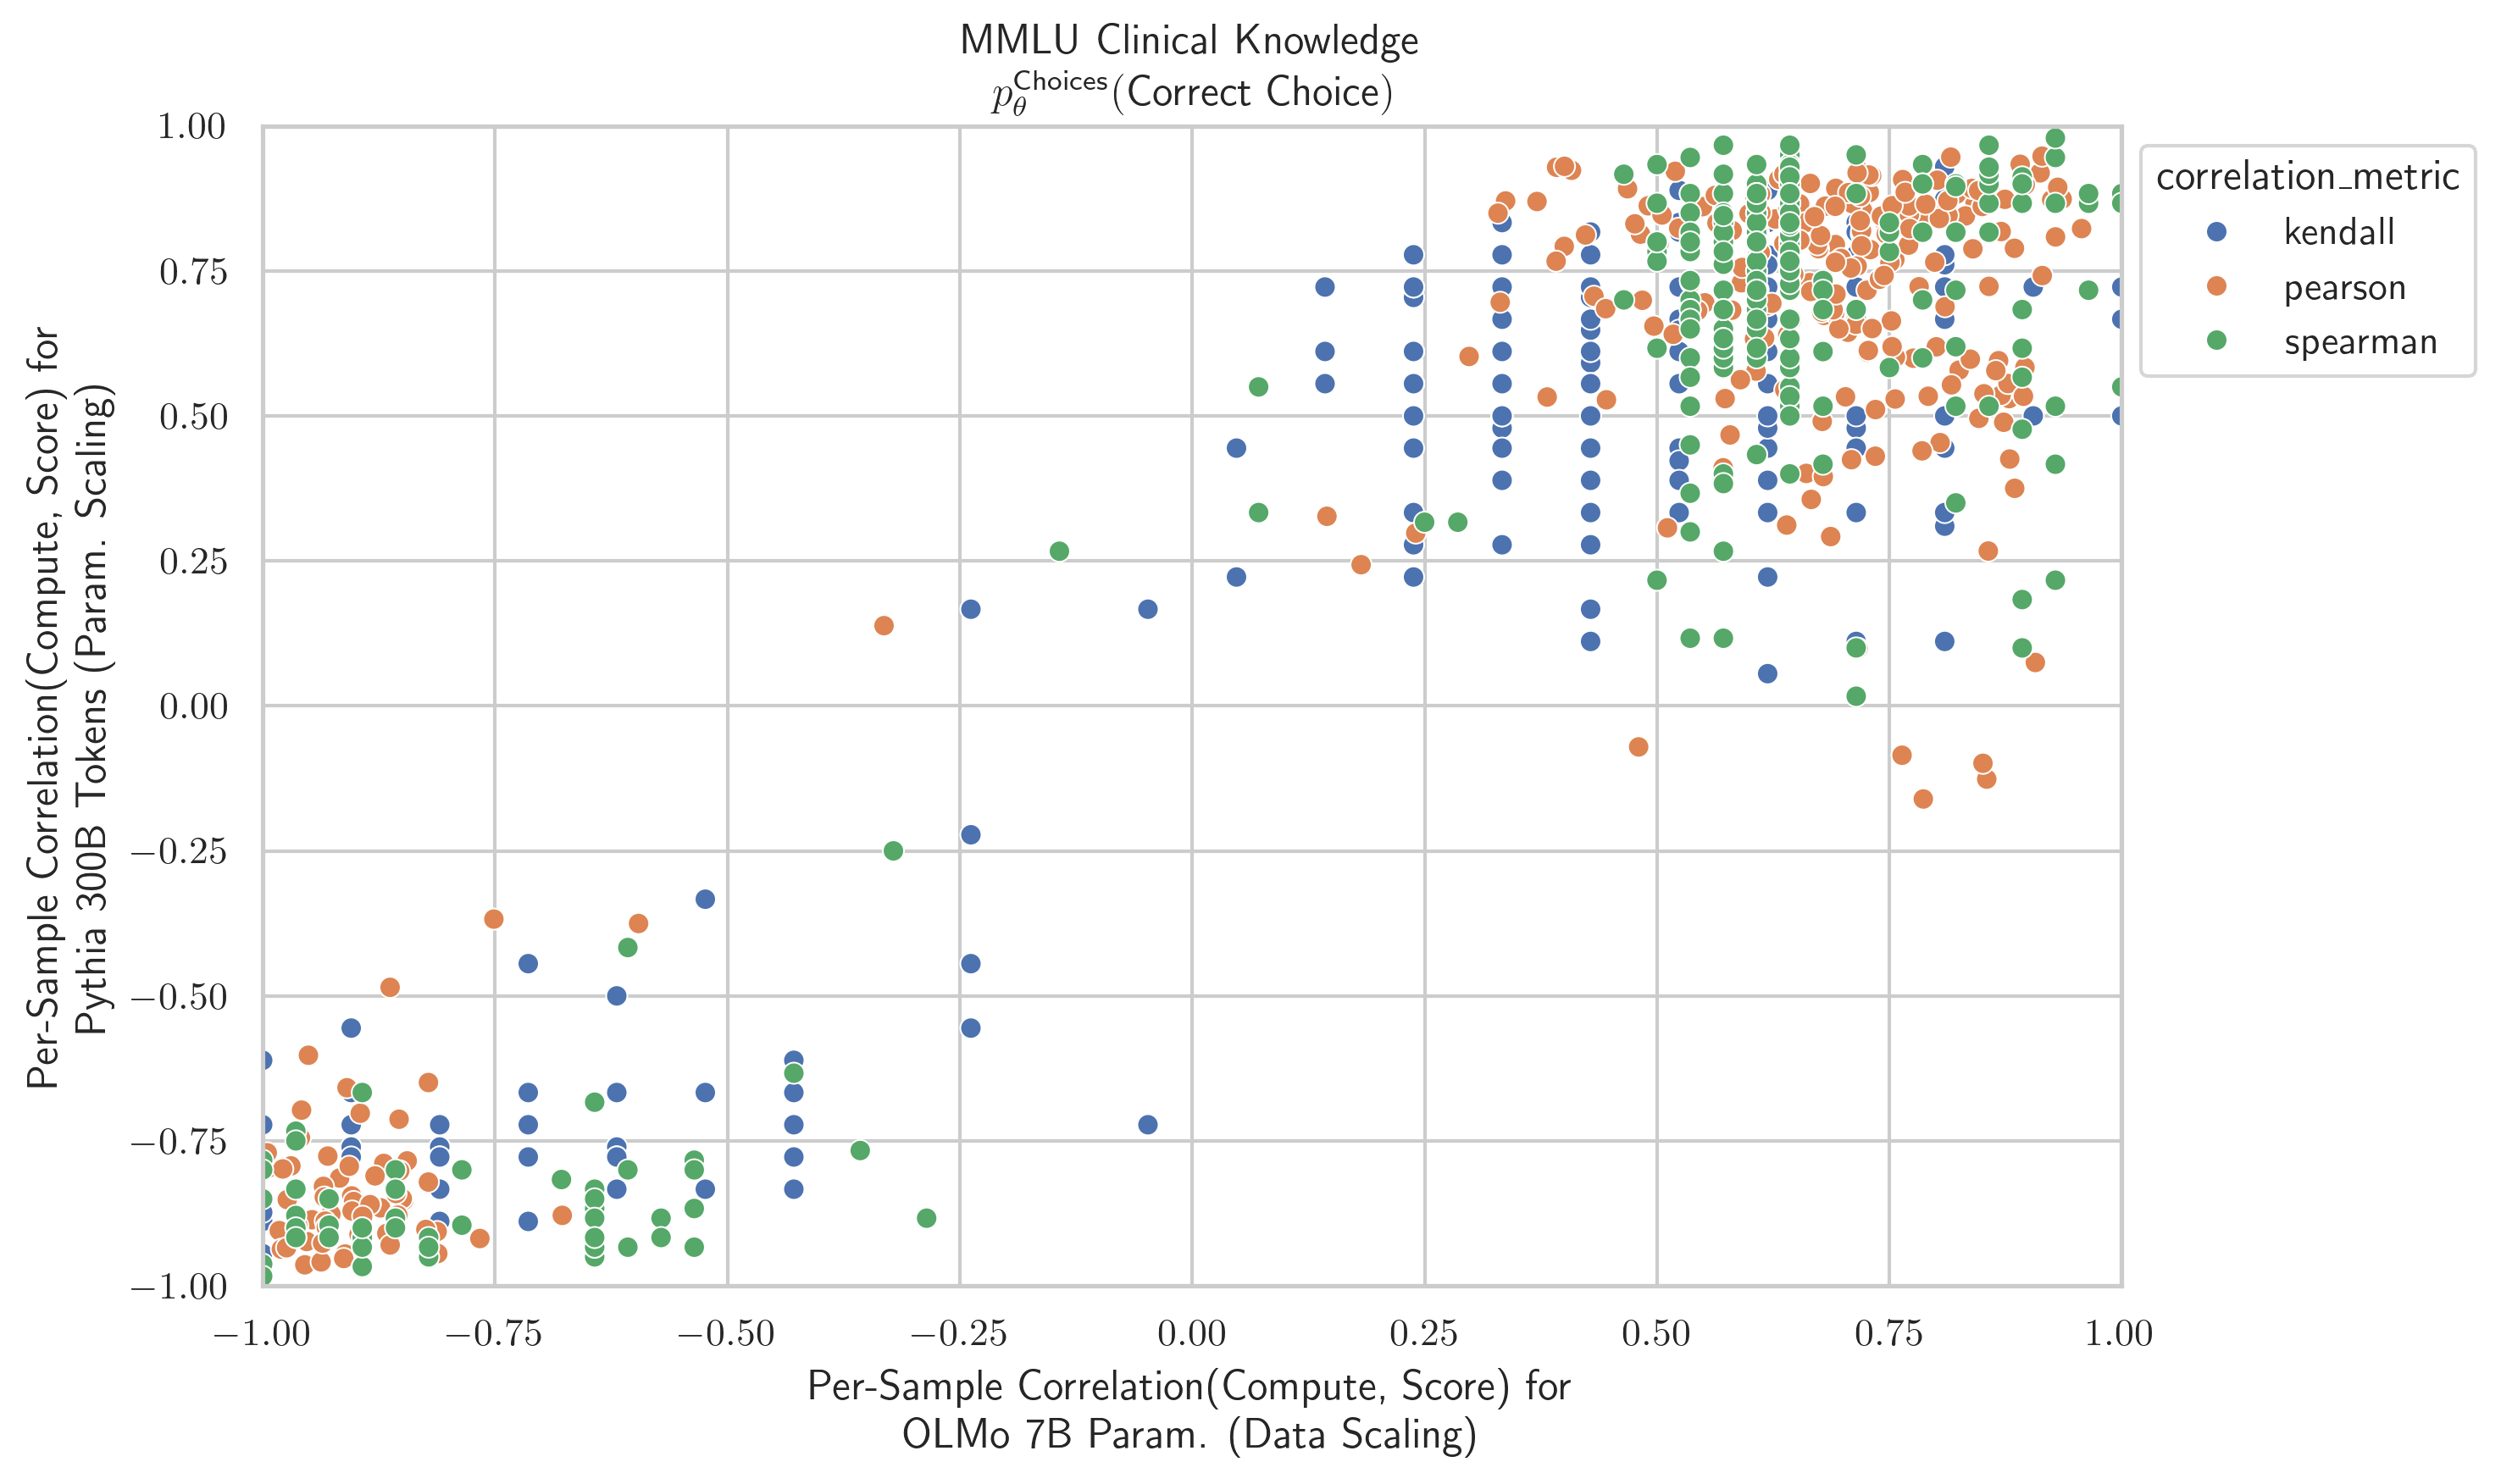 MMLU Clinical Knowledge
p_θ^Choices(Correct Choice)
1.00
0.75
0.50
0.25
0.00
−0.25
−0.50
−0.75
−1.00
Per-Sample Correlation(Compute, Score) for
Pythia 300B Tokens (Param. Scaling)
−1.00 −0.75 −0.50 −0.25 0.00 0.25 0.50 0.75 1.00
Per-Sample Correlation(Compute, Score) for
OLMo 7B Param. (Data Scaling)
correlation_metric
kendall
pearson
spearman